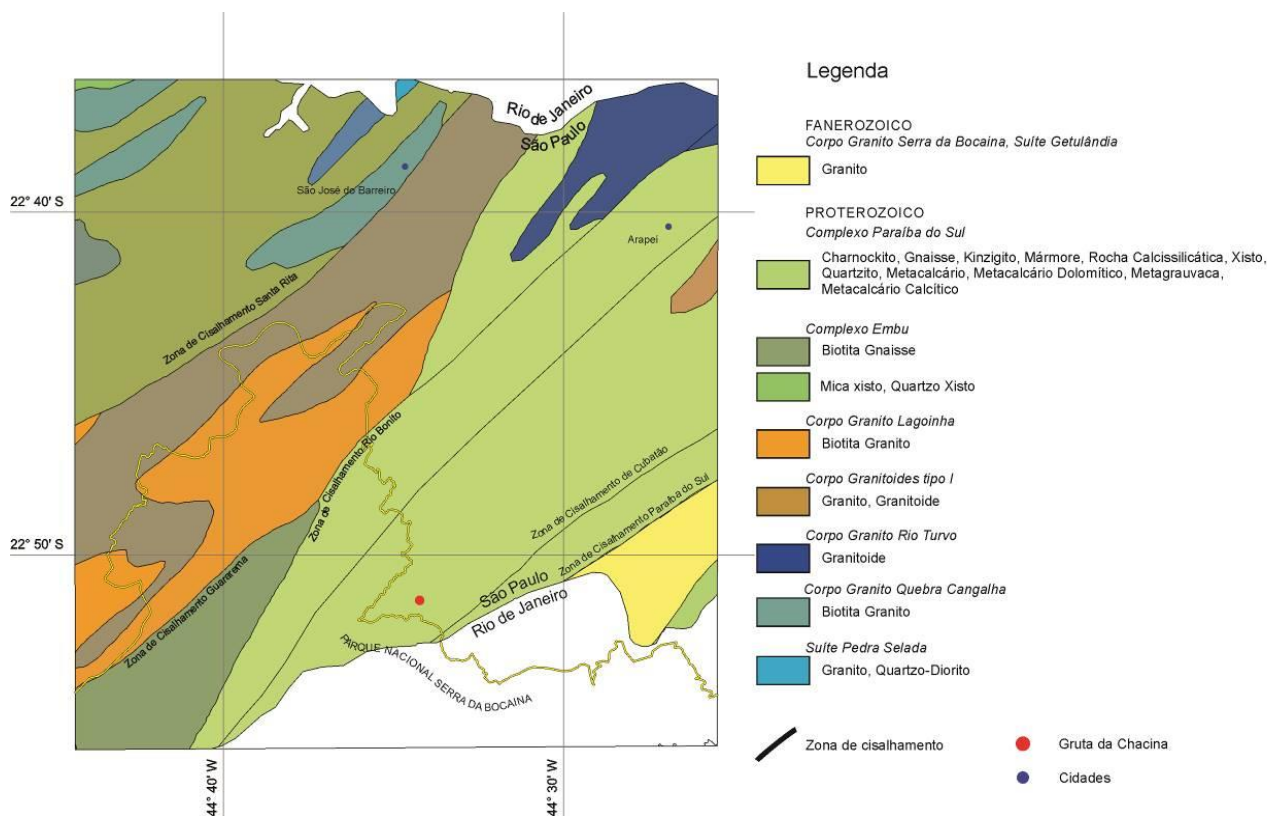 Rio de Janeiro
São Paulo
São José do Barreiro
22° 40' S
Arapeí
Zona de Cisalhamento Santa Rita
Zona de Cisalhamento Rio Bonito
Zona de Cisalhamento de Cubatão
Zona de Cisalhamento Paraíba do Sul
22° 50' S
Zona de Cisalhamento Guararama
São Paulo
Rio de Janeiro
PARQUE NACIONAL SERRA DA BOCAINA
44° 40' W
44° 30' W
Legenda
FANEROZOICO
Corpo Granito Serra da Bocaina, Suíte Getulândia
Granito
PROTEROZOICO
Complexo Paraíba do Sul
Charnockito, Gnaisse, Kinzigito, Mármore, Rocha Calcissilicática, Xisto,
Quartzito, Metacalcário, Metacalcário Dolomítico, Metagrauvaca,
Metacalcário Calcítico
Complexo Embu
Biotita Gnaisse
Mica xisto, Quartzo Xisto
Corpo Granito Lagoinha
Biotita Granito
Corpo Granitoides tipo I
Granito, Granitoide
Corpo Granito Rio Turvo
Granitoide
Corpo Granito Quebra Cangalha
Biotita Granito
Suíte Pedra Selada
Granito, Quartzo-Diorito
Zona de cisalhamento
Gruta da Chacina
Cidades